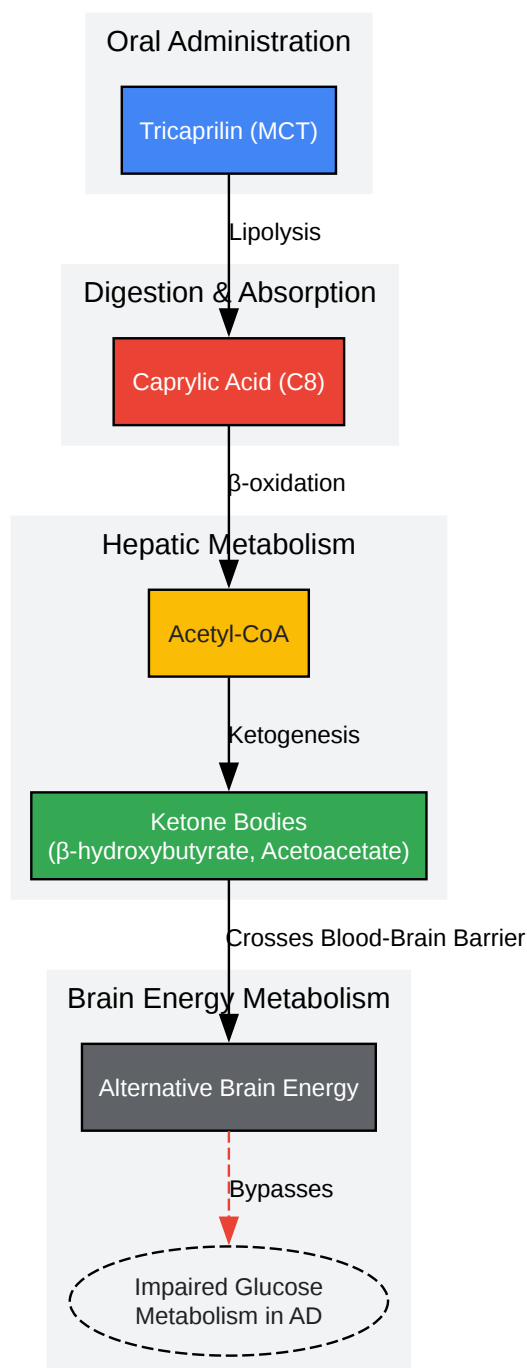 Oral Administration
Tricaprilin (MCT)
Lipolysis
Digestion & Absorption
Caprylic Acid (C8)
β-oxidation
Hepatic Metabolism
Acetyl-CoA
Ketogenesis
Ketone Bodies
(β-hydroxybutyrate, Acetoacetate)
Crosses Blood-Brain Barrier
Brain Energy Metabolism
Alternative Brain Energy
Bypasses
Impaired Glucose
Metabolism in AD